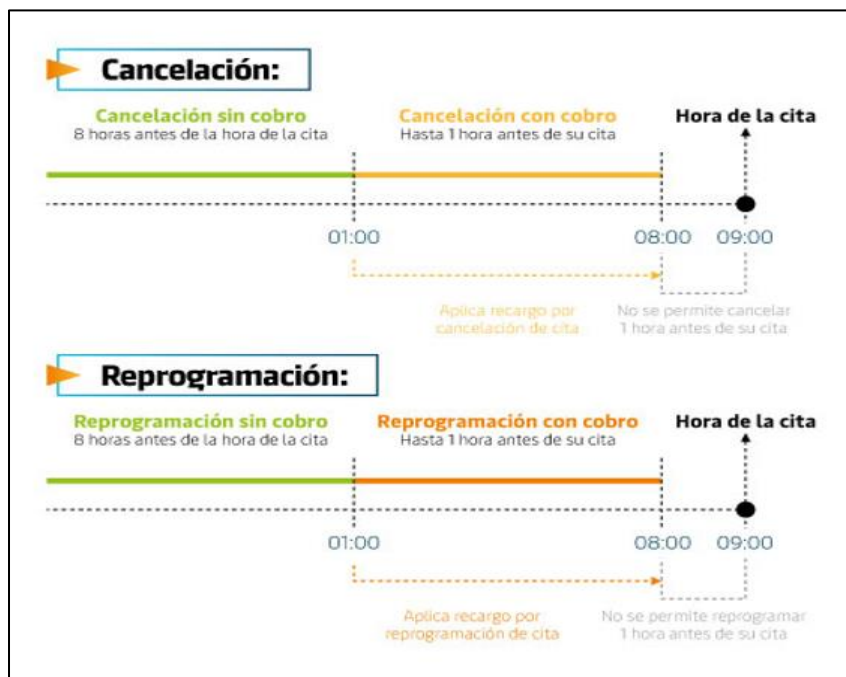 Cancelación:
Cancelación sin cobro
8 horas antes de la hora de la cita
Cancelación con cobro
Hasta 1 hora antes de su cita
Hora de la cita
01:00
08:00
09:00
Aplica recargo por
cancelación de cita
No se permite cancelar
1 hora antes de su cita
Reprogramación:
Reprogramación sin cobro
8 horas antes de la hora de la cita
Reprogramación con cobro
Hasta 1 hora antes de su cita
Hora de la cita
01:00
08:00
09:00
Aplica recargo por
reprogramación de cita
No se permite reprogramar
1 hora antes de su cita